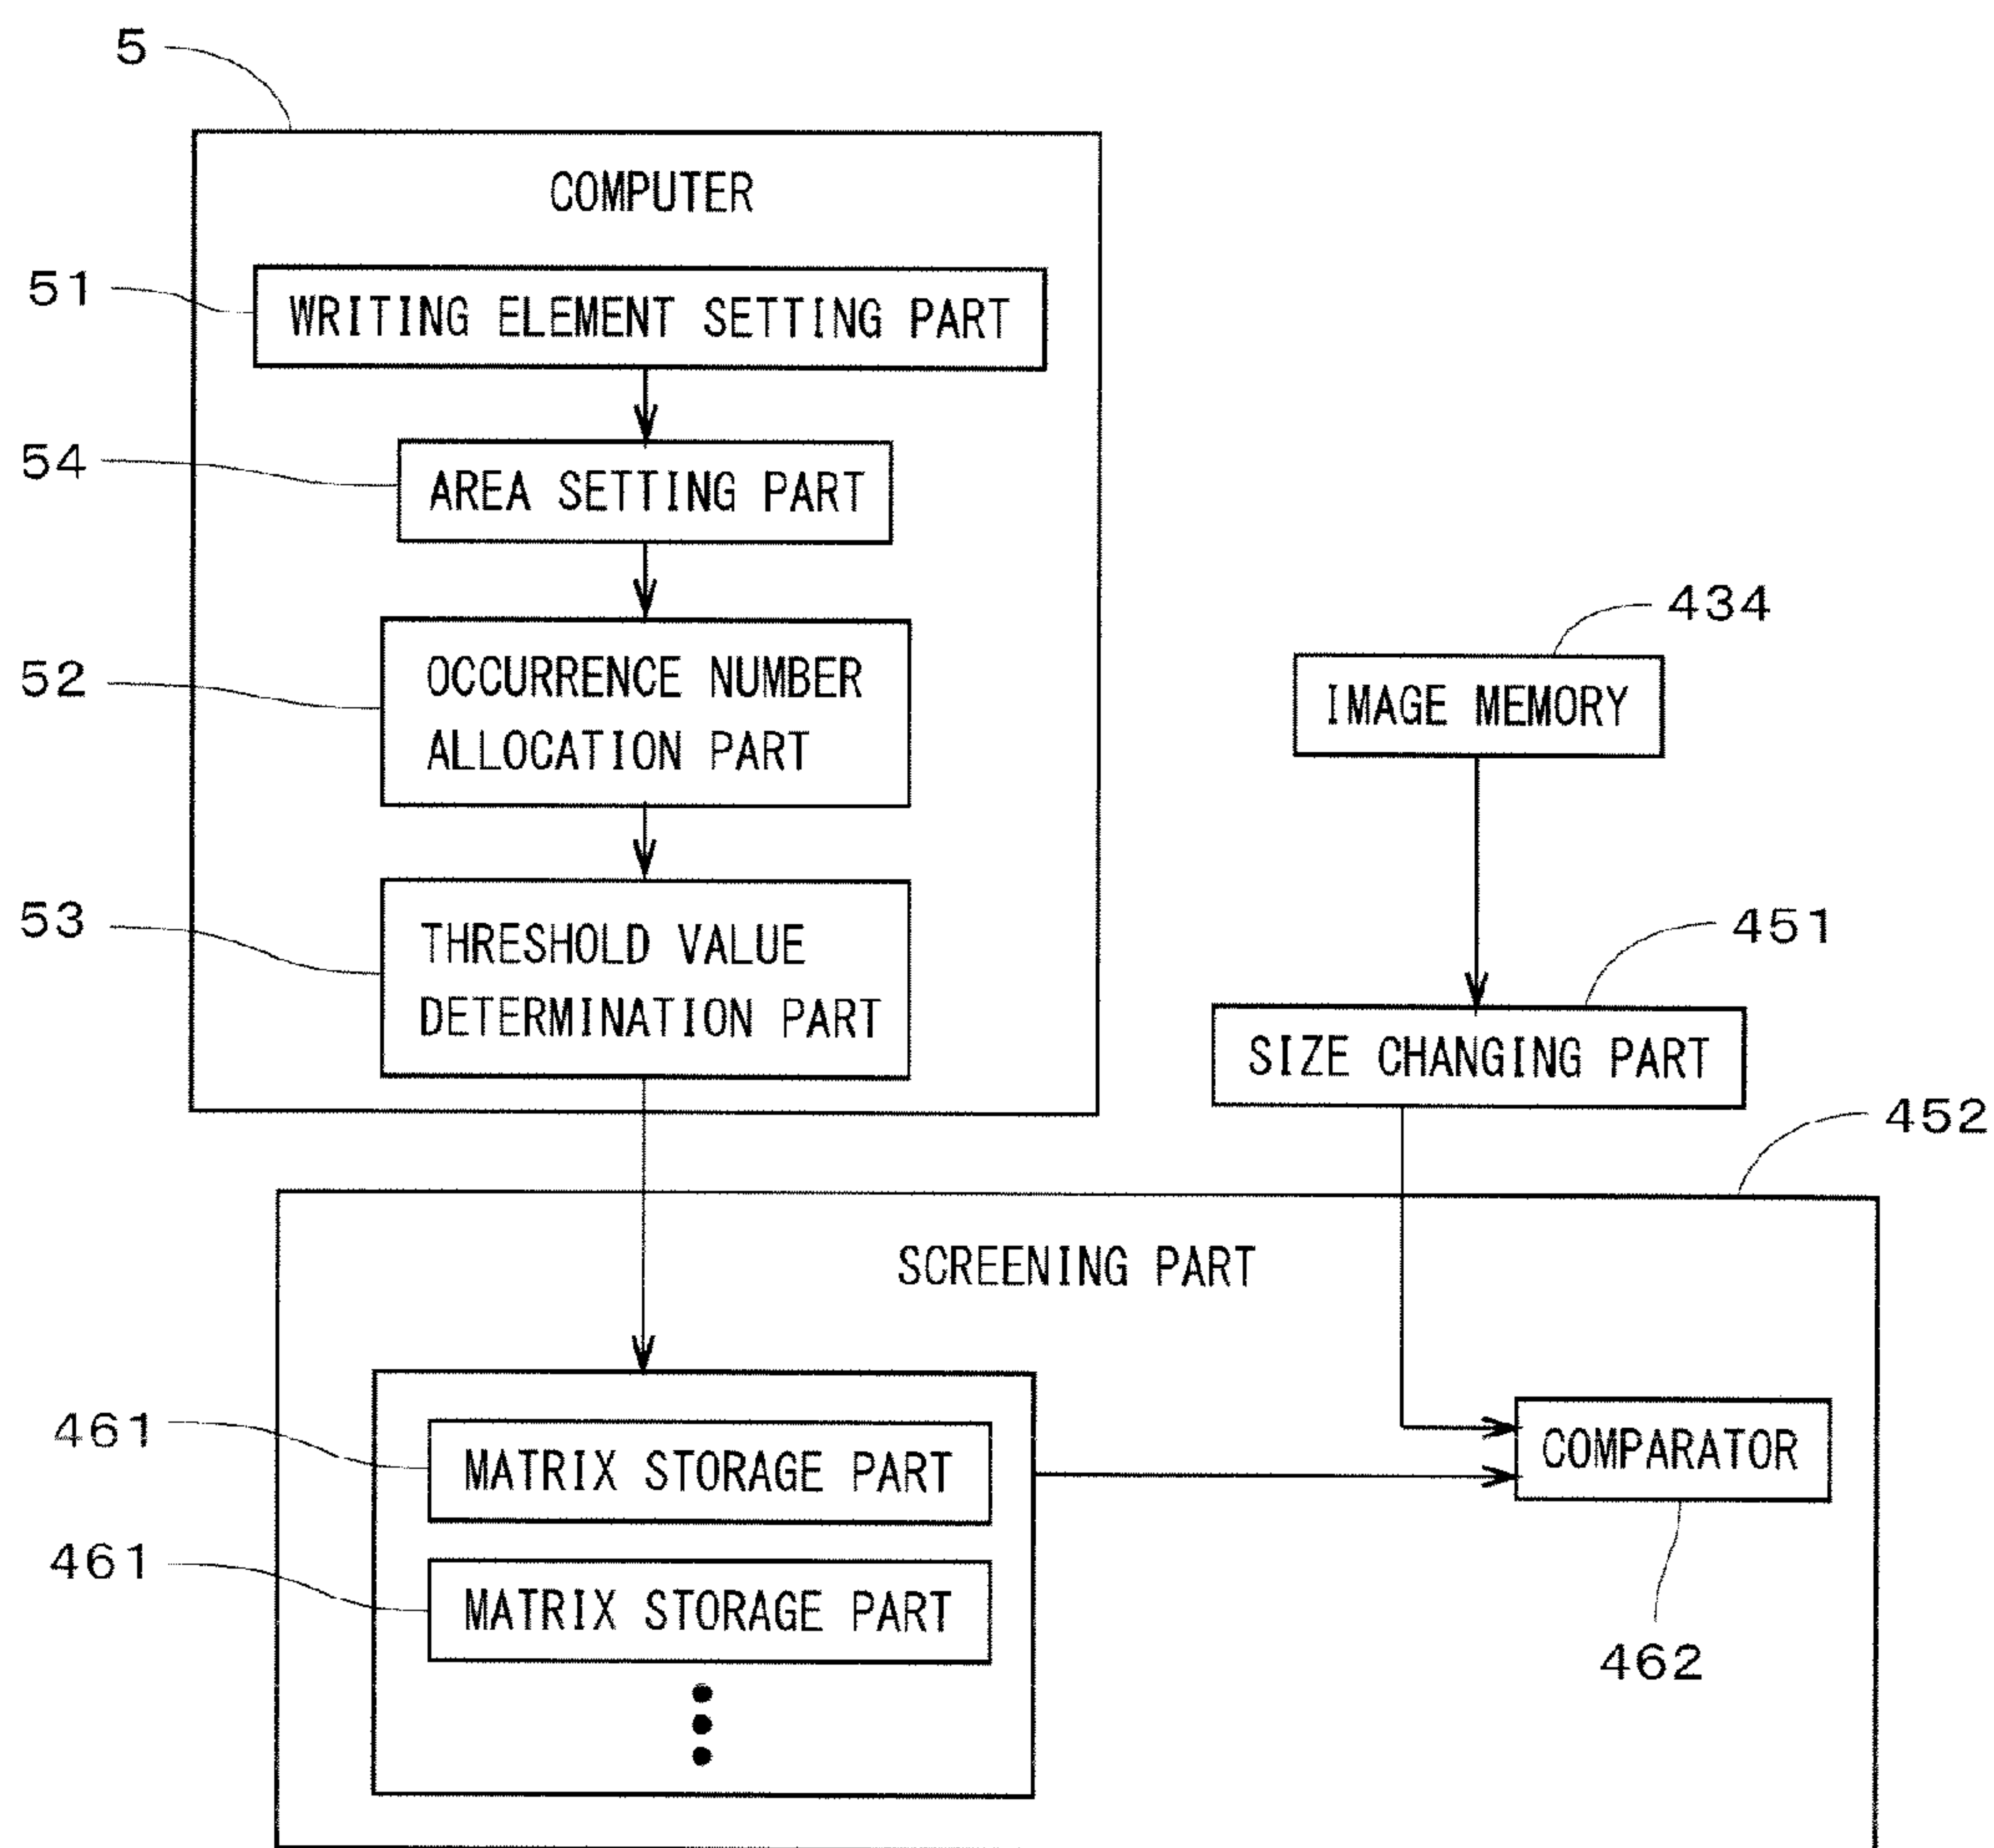 5
COMPUTER
51
WRITING ELEMENT SETTING PART
54
AREA SETTING PART
52
OCCURRENCE NUMBER
ALLOCATION PART
53
THRESHOLD VALUE
DETERMINATION PART
434
IMAGE MEMORY
451
SIZE CHANGING PART
452
SCREENING PART
461
MATRIX STORAGE PART
461
MATRIX STORAGE PART
COMPARATOR
462